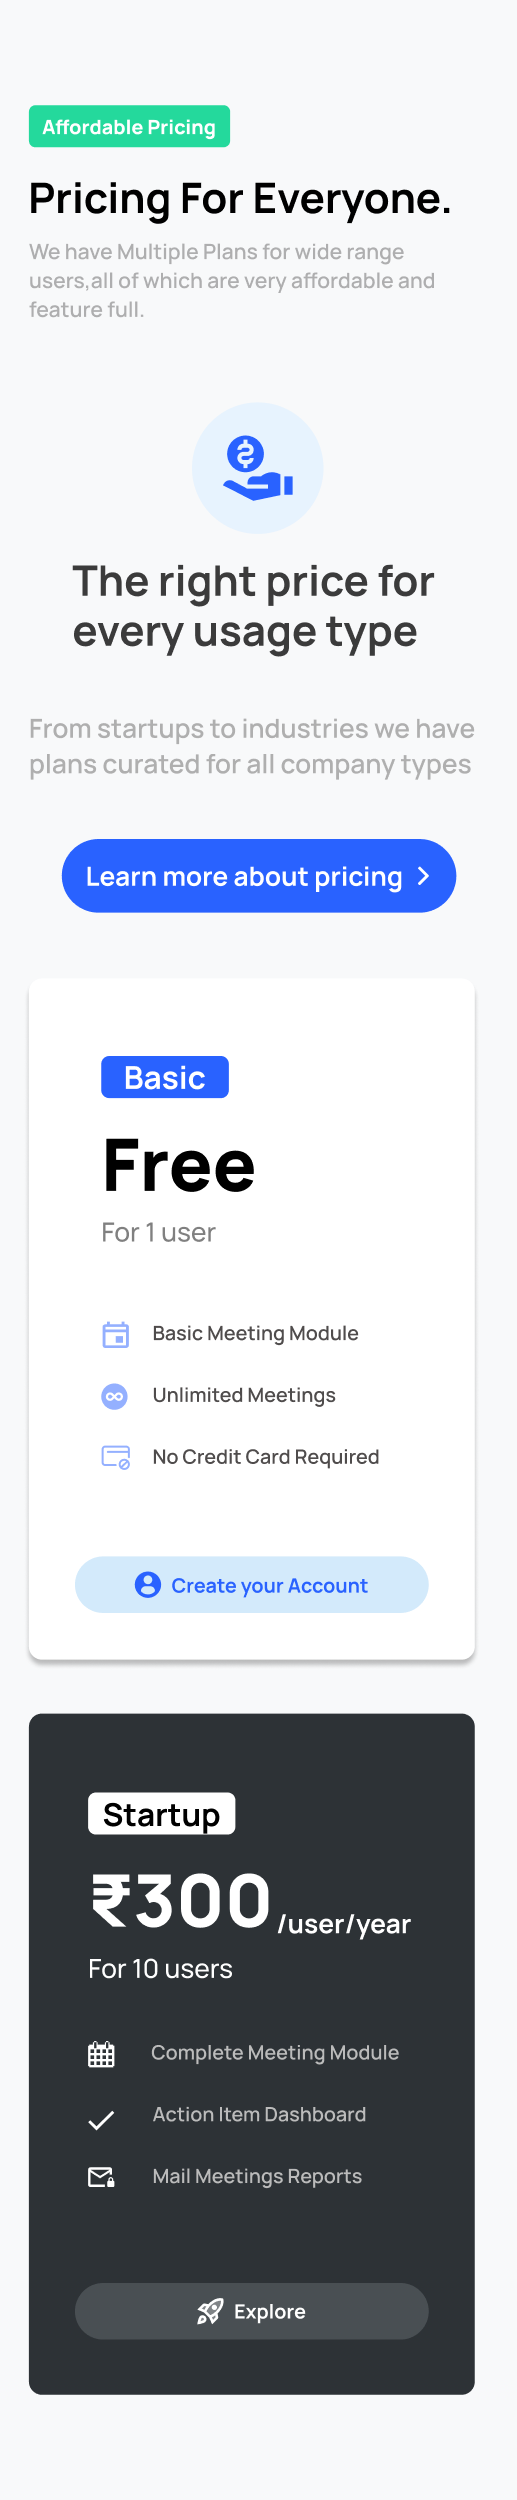 Affordable Pricing
Pricing For Everyone.
We have Multiple Plans for wide range
users,all of which are very affordable and
feature full.
The right price for
every usage type
From startups to industries we have
plans curated for all company types
Learn more about pricing
Basic
Free
For 1 user
Basic Meeting Module
Unlimited Meetings
No Credit Card Required
Create your Account
Startup
₹300 /user/year
For 10 users
Complete Meeting Module
Action Item Dashboard
Mail Meetings Reports
Explore